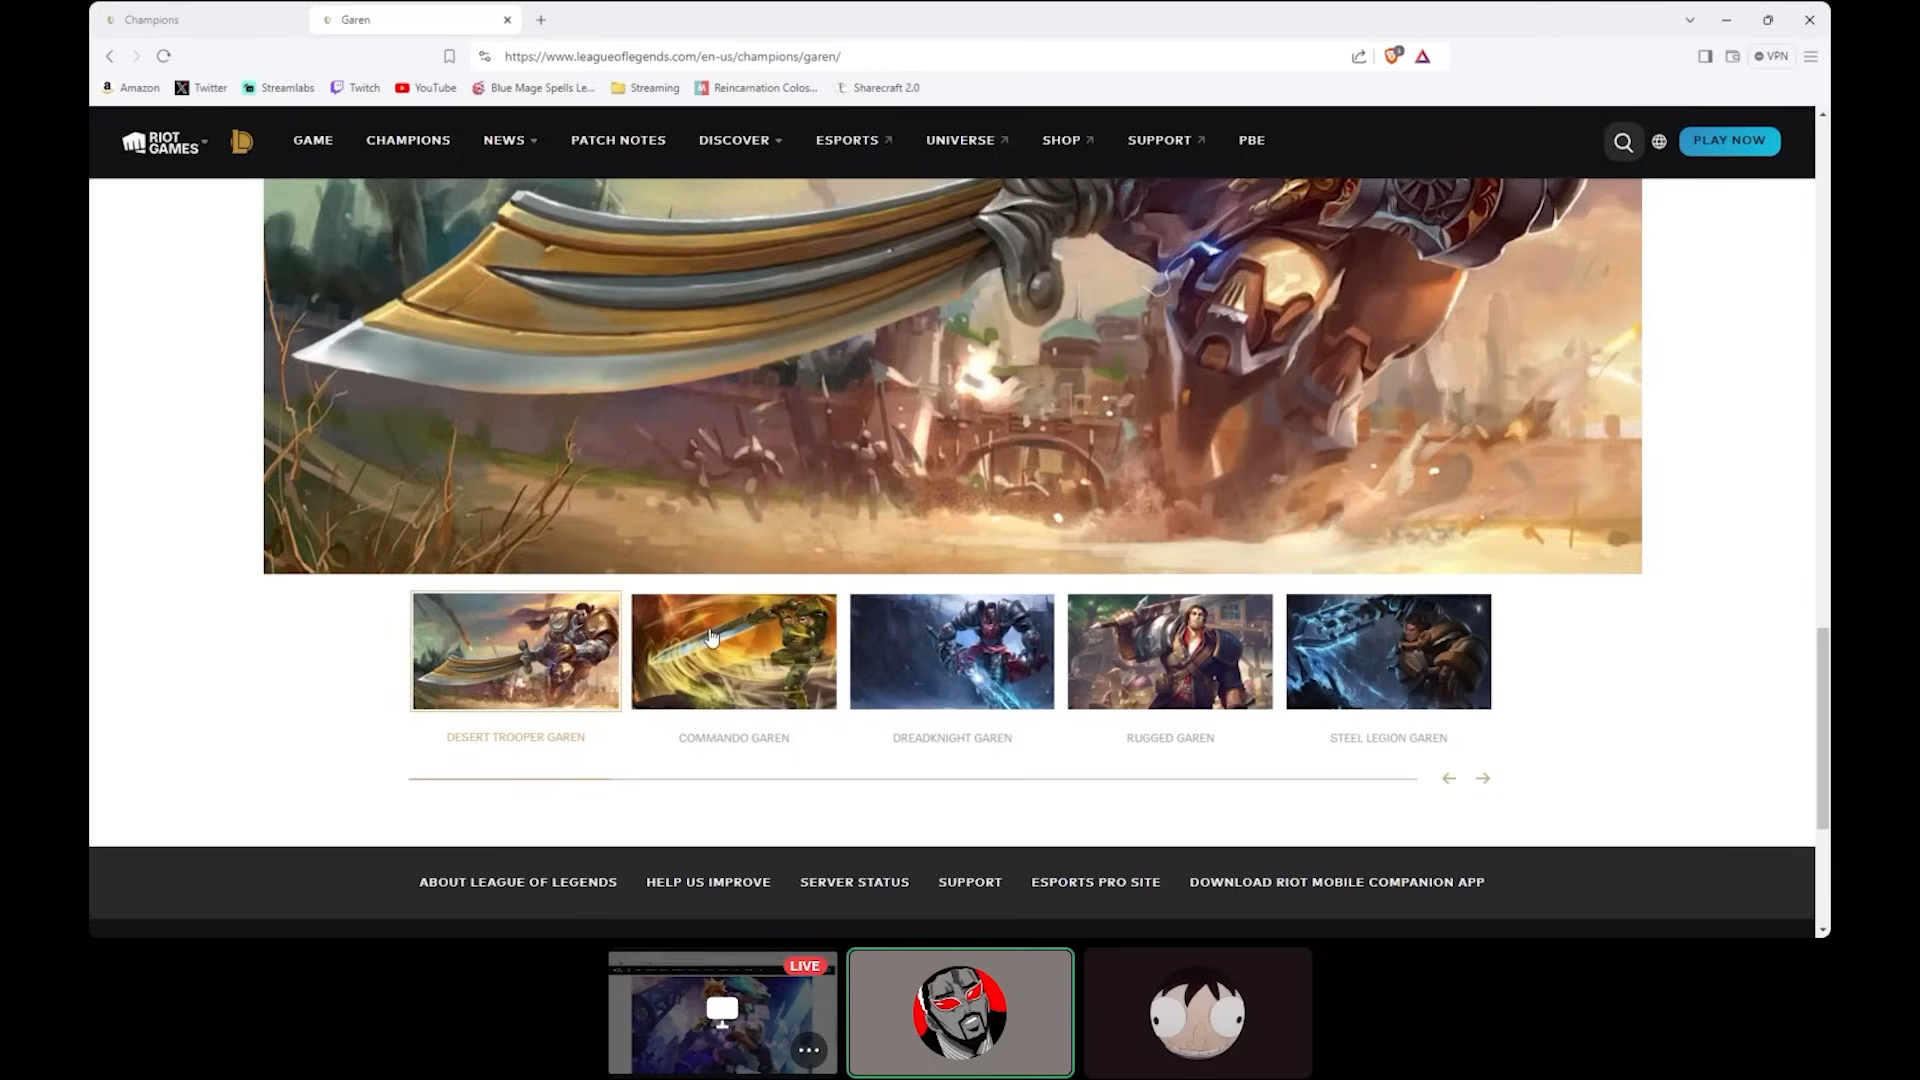 Champions
Garen
https://www.leagueoflegends.com/en-us/champions/garen/
VPN
Amazon
Twitter
Streamlabs
Twitch
YouTube
Blue Mage Spells Le...
Streaming
Reincarnation Colos...
Sharecraft 2.0
RIOT GAMES
GAME
CHAMPIONS
NEWS
PATCH NOTES
DISCOVER
ESPORTS
UNIVERSE
SHOP
SUPPORT
PBE
PLAY NOW
DESERT TROOPER GAREN
COMMANDO GAREN
DREADKNIGHT GAREN
RUGGED GAREN
STEEL LEGION GAREN
ABOUT LEAGUE OF LEGENDS
HELP US IMPROVE
SERVER STATUS
SUPPORT
ESPORTS PRO SITE
DOWNLOAD RIOT MOBILE COMPANION APP
LIVE